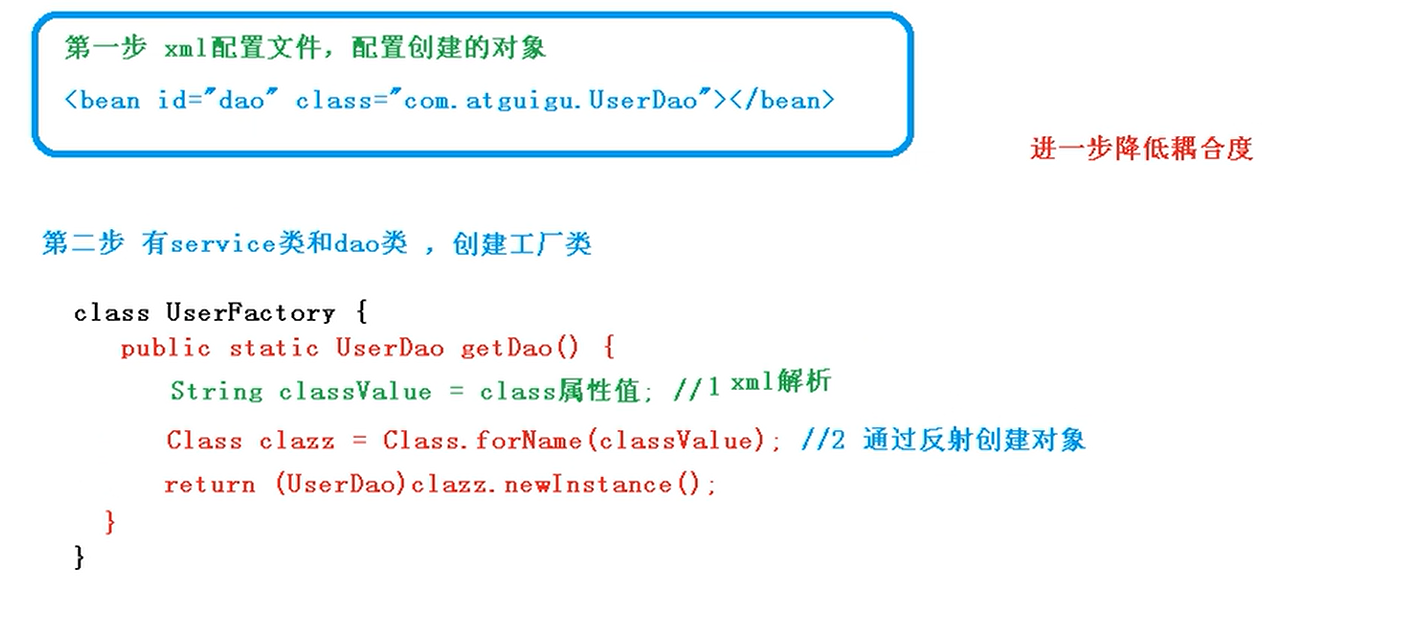 第一步 xml配置文件，配置创建的对象
<bean id="dao" class="com.atguigu.UserDao"></bean>
进一步降低耦合度
第二步 有service类和dao类 ，创建工厂类
class UserFactory {
public static UserDao getDao() {
String classValue = class属性值; //1 xml解析
Class clazz = Class.forName(classValue); //2 通过反射创建对象
return (UserDao)clazz.newInstance();
}
}